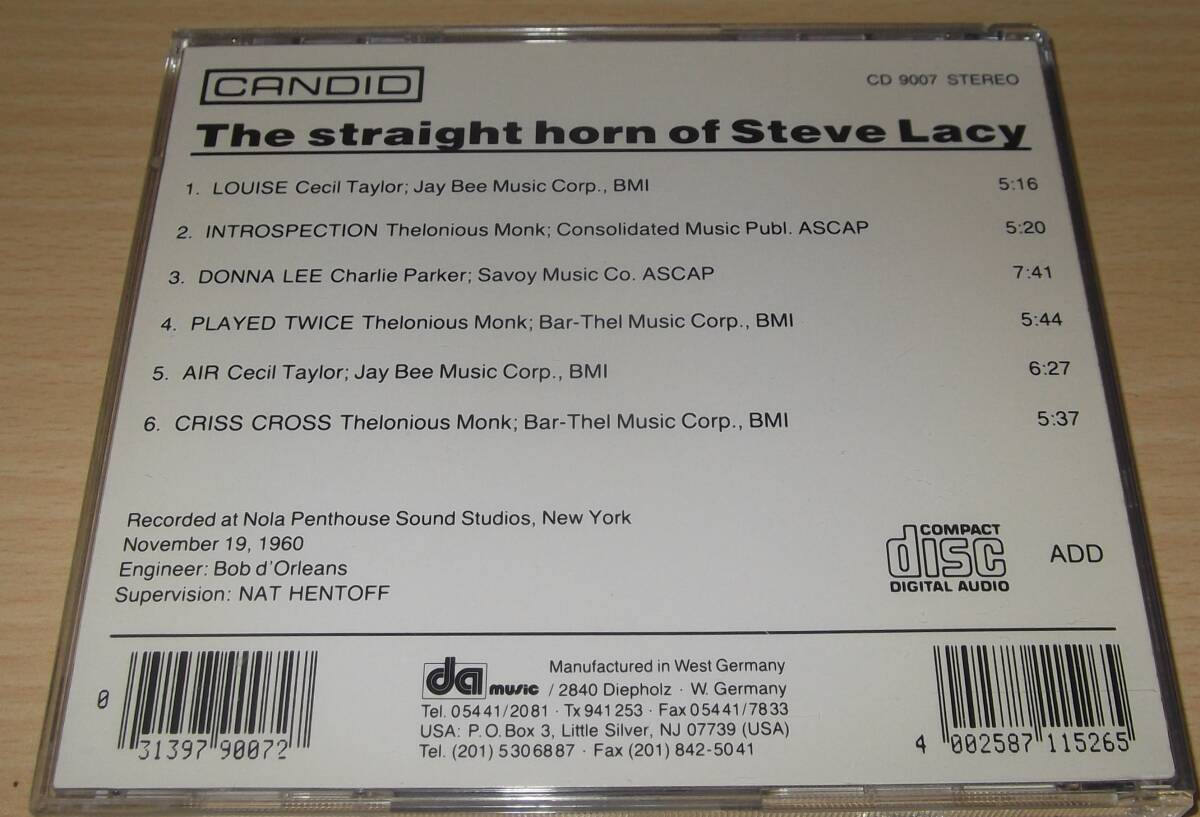 CANDID
CD 9007 STEREO
The straight horn of Steve Lacy
1. LOUISE Cecil Taylor; Jay Bee Music Corp., BMI 5:16
2. INTROSPECTION Thelonious Monk; Consolidated Music Publ. ASCAP 5:20
3. DONNA LEE Charlie Parker; Savoy Music Co. ASCAP 7:41
4. PLAYED TWICE Thelonious Monk; Bar-Thel Music Corp., BMI 5:44
5. AIR Cecil Taylor; Jay Bee Music Corp., BMI 6:27
6. CRISS CROSS Thelonious Monk; Bar-Thel Music Corp., BMI 5:37
Recorded at Nola Penthouse Sound Studios, New York
November 19, 1960
Engineer: Bob d'Orleans
Supervision: NAT HENTOFF
COMPACT
disc
DIGITAL AUDIO
ADD
0 31397 90072
da music
Manufactured in West Germany
/ 2840 Diepholz · W. Germany
Tel. 05441/2081 · Tx 941253 · Fax 05441/7833
USA: P.O. Box 3, Little Silver, NJ 07739 (USA)
Tel. (201) 5306887 · Fax (201) 842-5041
4 002587 115265